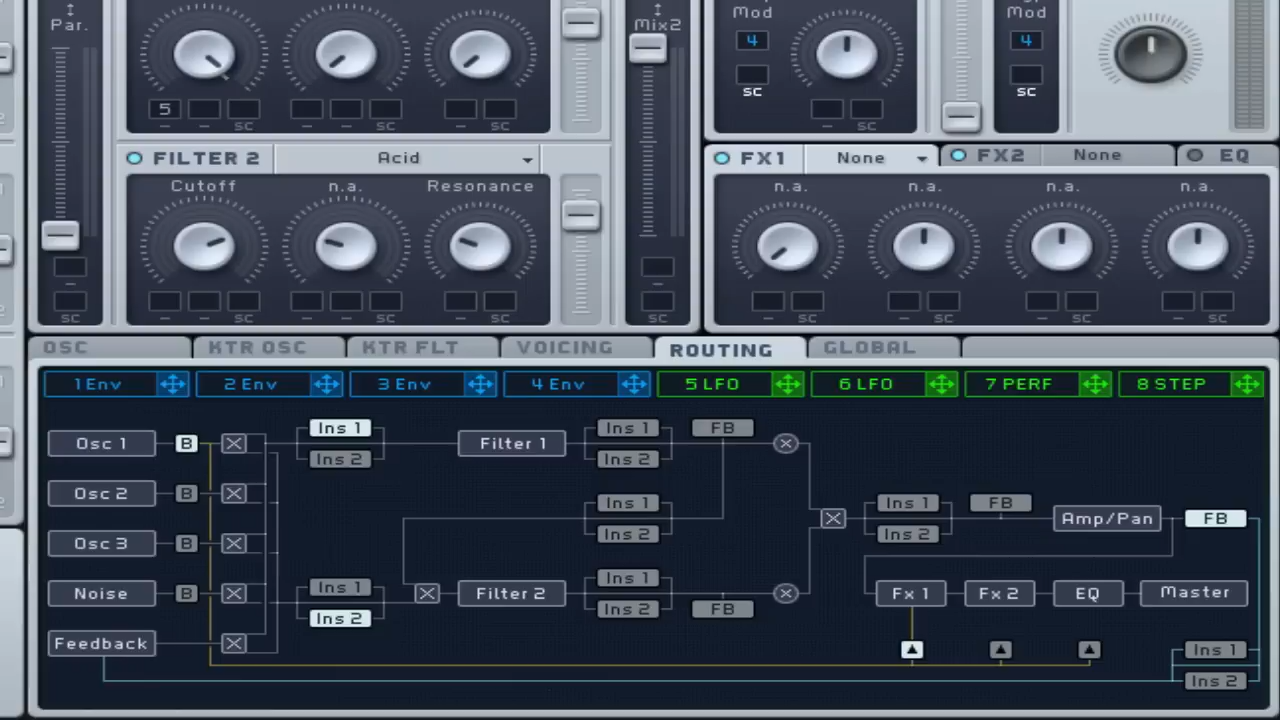 Par. Mix2 Mod Mod
4 4
SC SC
5
– – SC – – SC – SC – SC
FILTER 2 Acid FX1 None FX2 None EQ
Cutoff n.a. Resonance n.a. n.a. n.a. n.a.
– – – SC – – SC – SC – – SC – SC – SC – SC
SC SC
OSC KTR OSC KTR FLT VOICING ROUTING GLOBAL
1 Env 2 Env 3 Env 4 Env 5 LFO 6 LFO 7 PERF 8 STEP
Ins 1 Ins 1 FB
Osc 1 B Filter 1
Ins 2 Ins 2
Osc 2 B Ins 1 Ins 1 FB
Amp/Pan FB
Ins 2 Ins 2
Osc 3 B
Ins 1 Ins 1
Noise B Filter 2 Fx 1 Fx 2 EQ Master
Ins 2 Ins 2 FB
Feedback
Ins 1
Ins 2